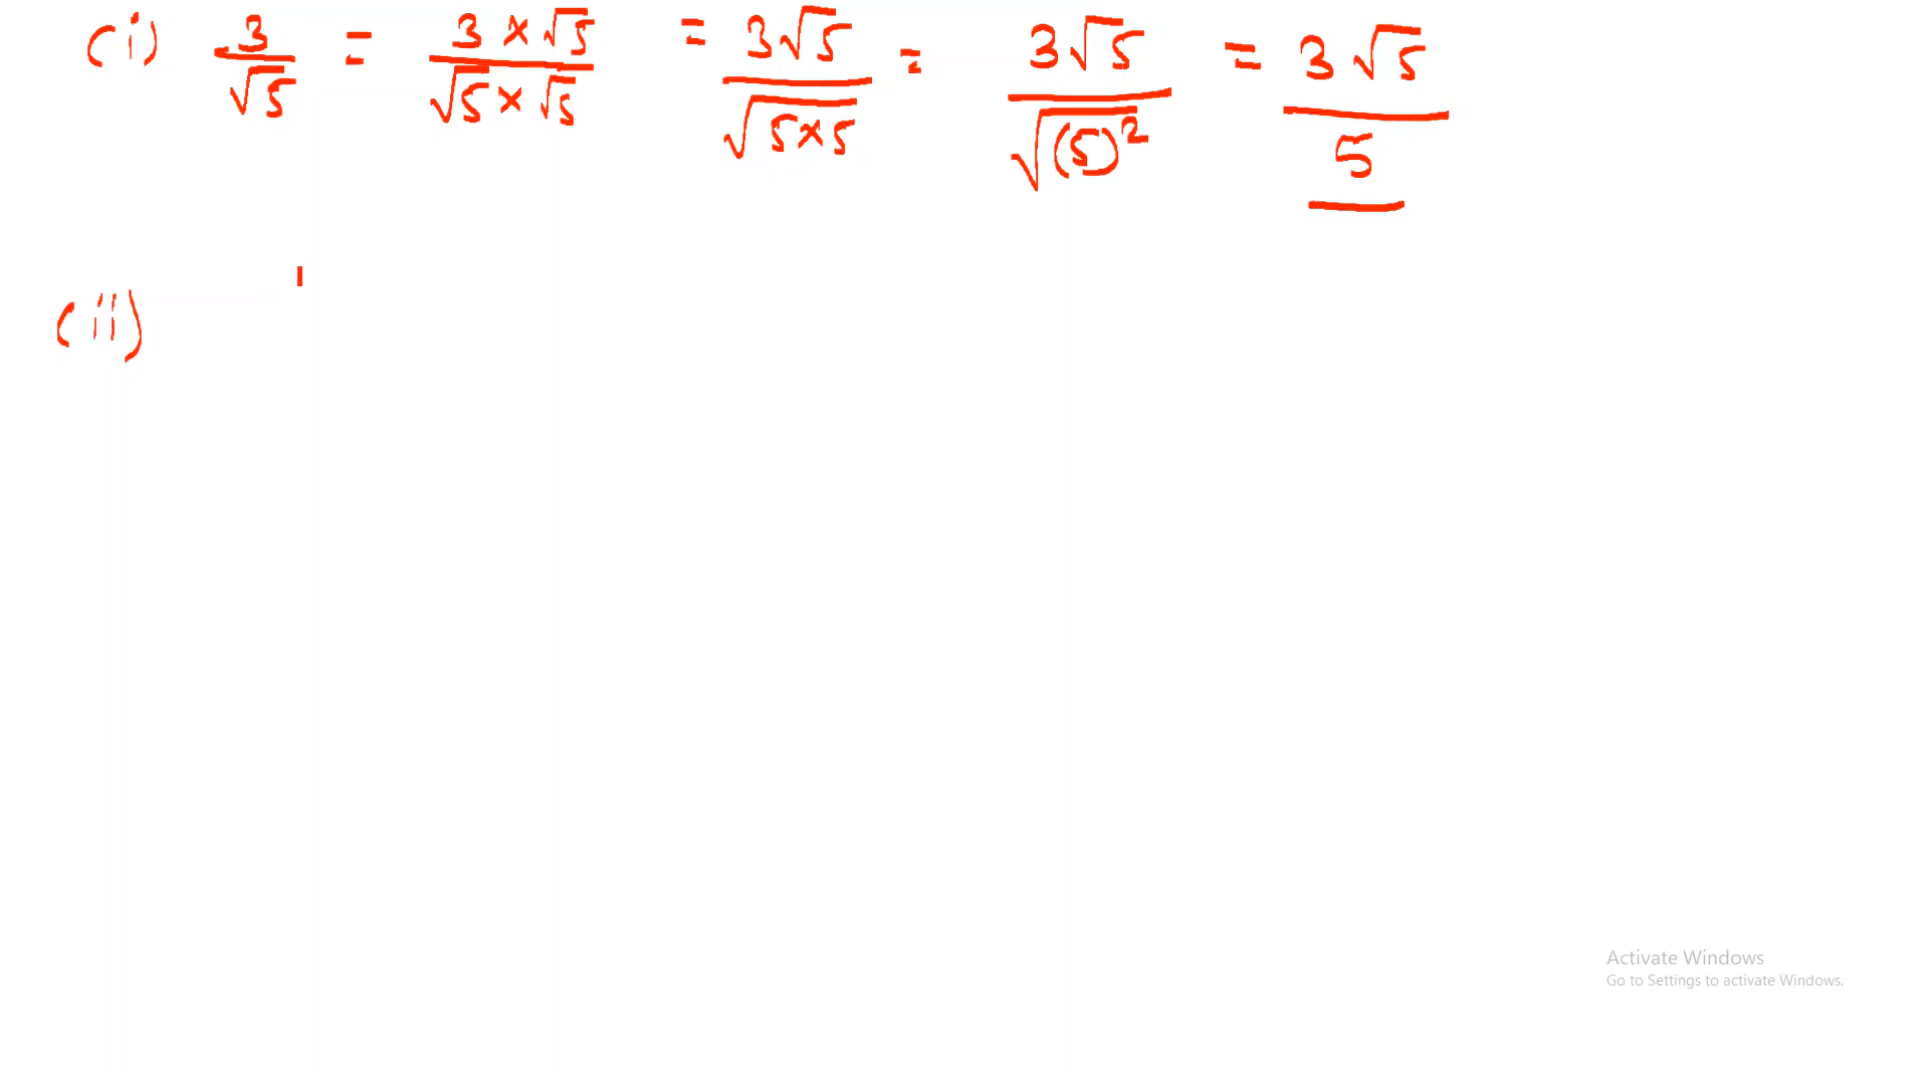 (i) 3/√5 = 3 × √5/√5 × √5 = 3√5/√5×5 = 3√5/√(5)² = 3√5/5
(ii) ı
Activate Windows
Go to Settings to activate Windows.